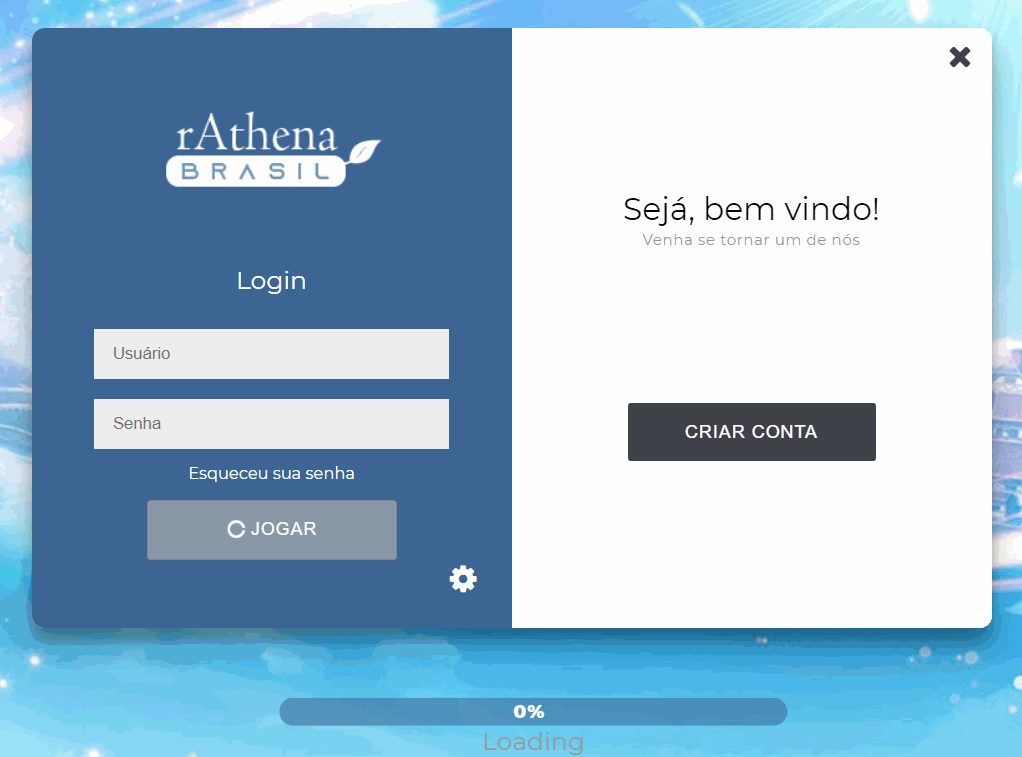 rAthena
BRASIL
Login
Usuário
Senha
Esqueceu sua senha
JOGAR
Sejá, bem vindo!
Venha se tornar um de nós
CRIAR CONTA
0%
Loading